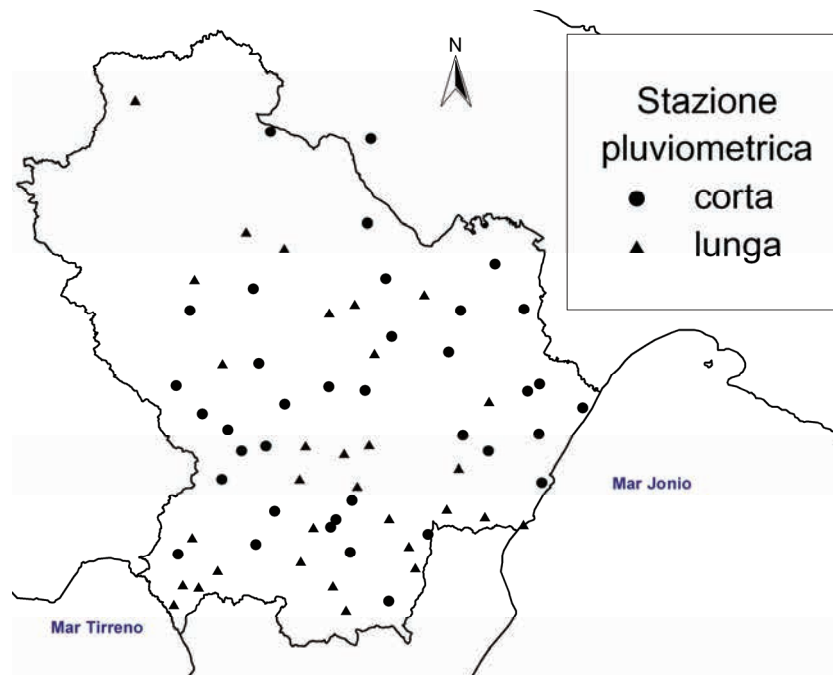 N
Stazione
pluviometrica
corta
lunga
Mar Jonio
Mar Tirreno